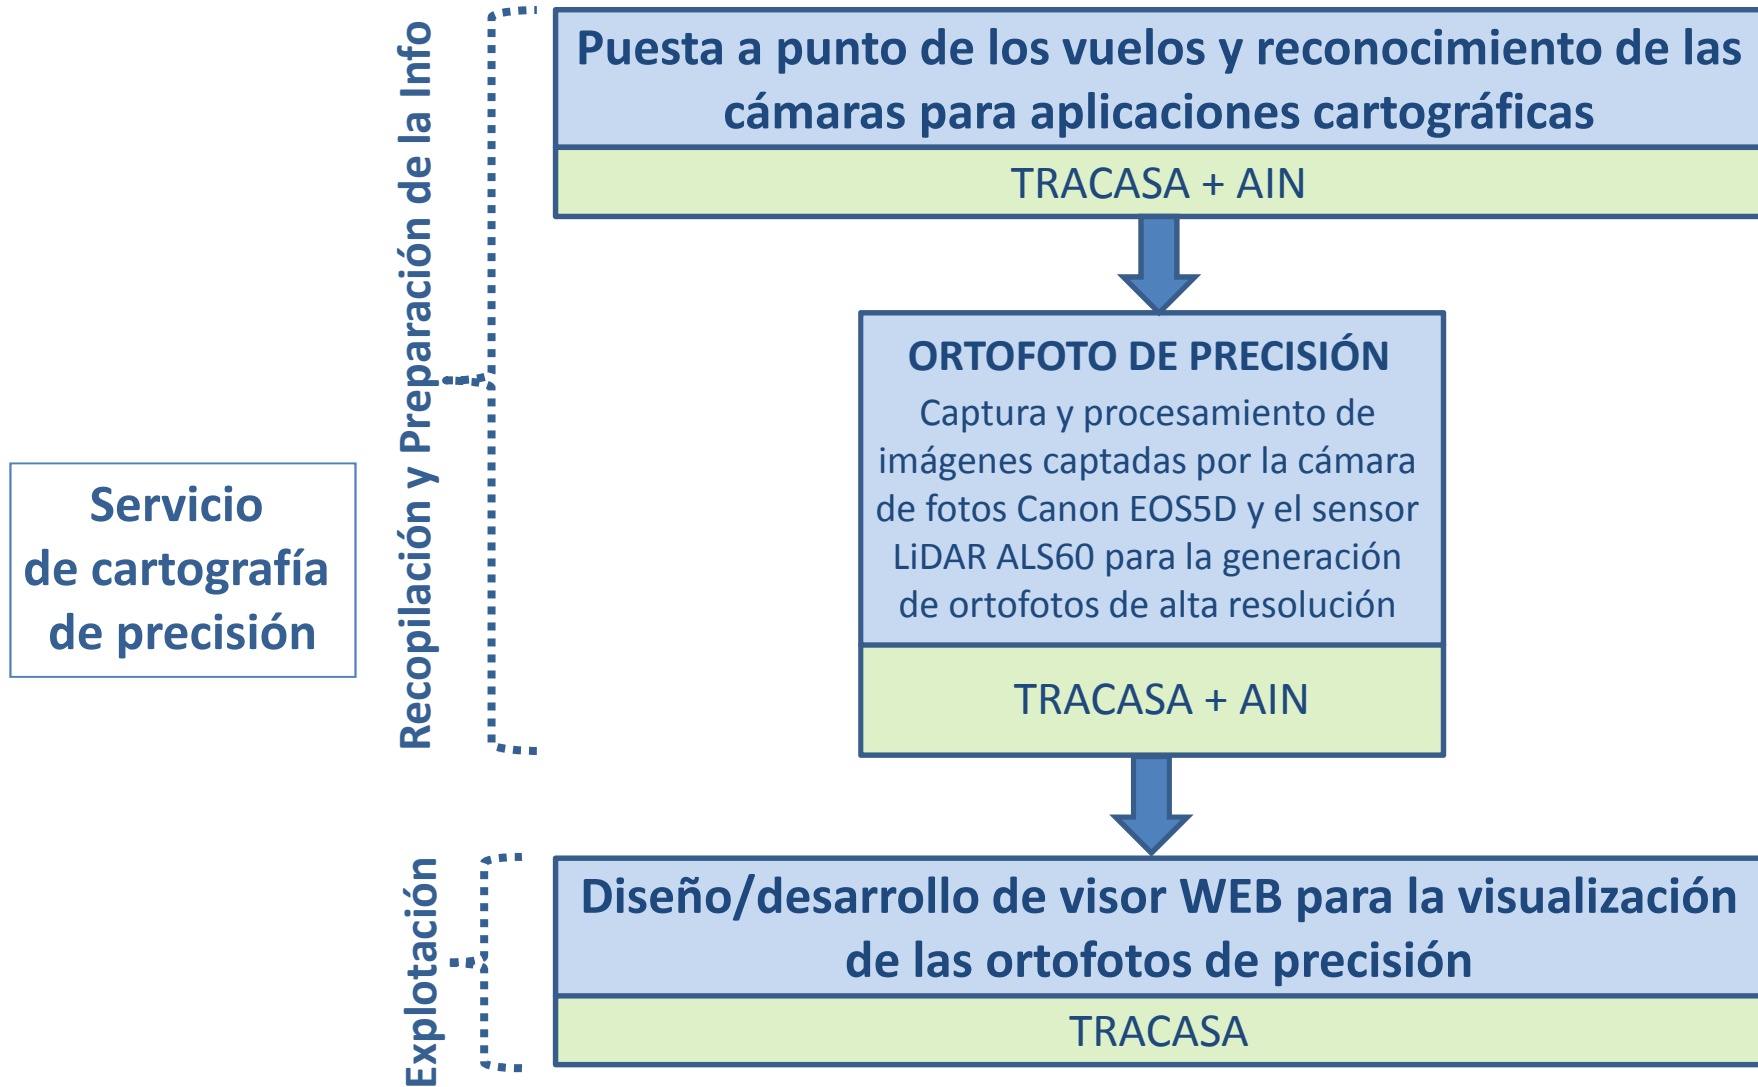 Servicio
de cartografía
de precisión
Recopilación y Preparación de la Info
Puesta a punto de los vuelos y reconocimiento de las
cámaras para aplicaciones cartográficas
TRACASA + AIN
ORTOFOTO DE PRECISIÓN
Captura y procesamiento de
imágenes captadas por la cámara
de fotos Canon EOS5D y el sensor
LiDAR ALS60 para la generación
de ortofotos de alta resolución
TRACASA + AIN
Explotación
Diseño/desarrollo de visor WEB para la visualización
de las ortofotos de precisión
TRACASA